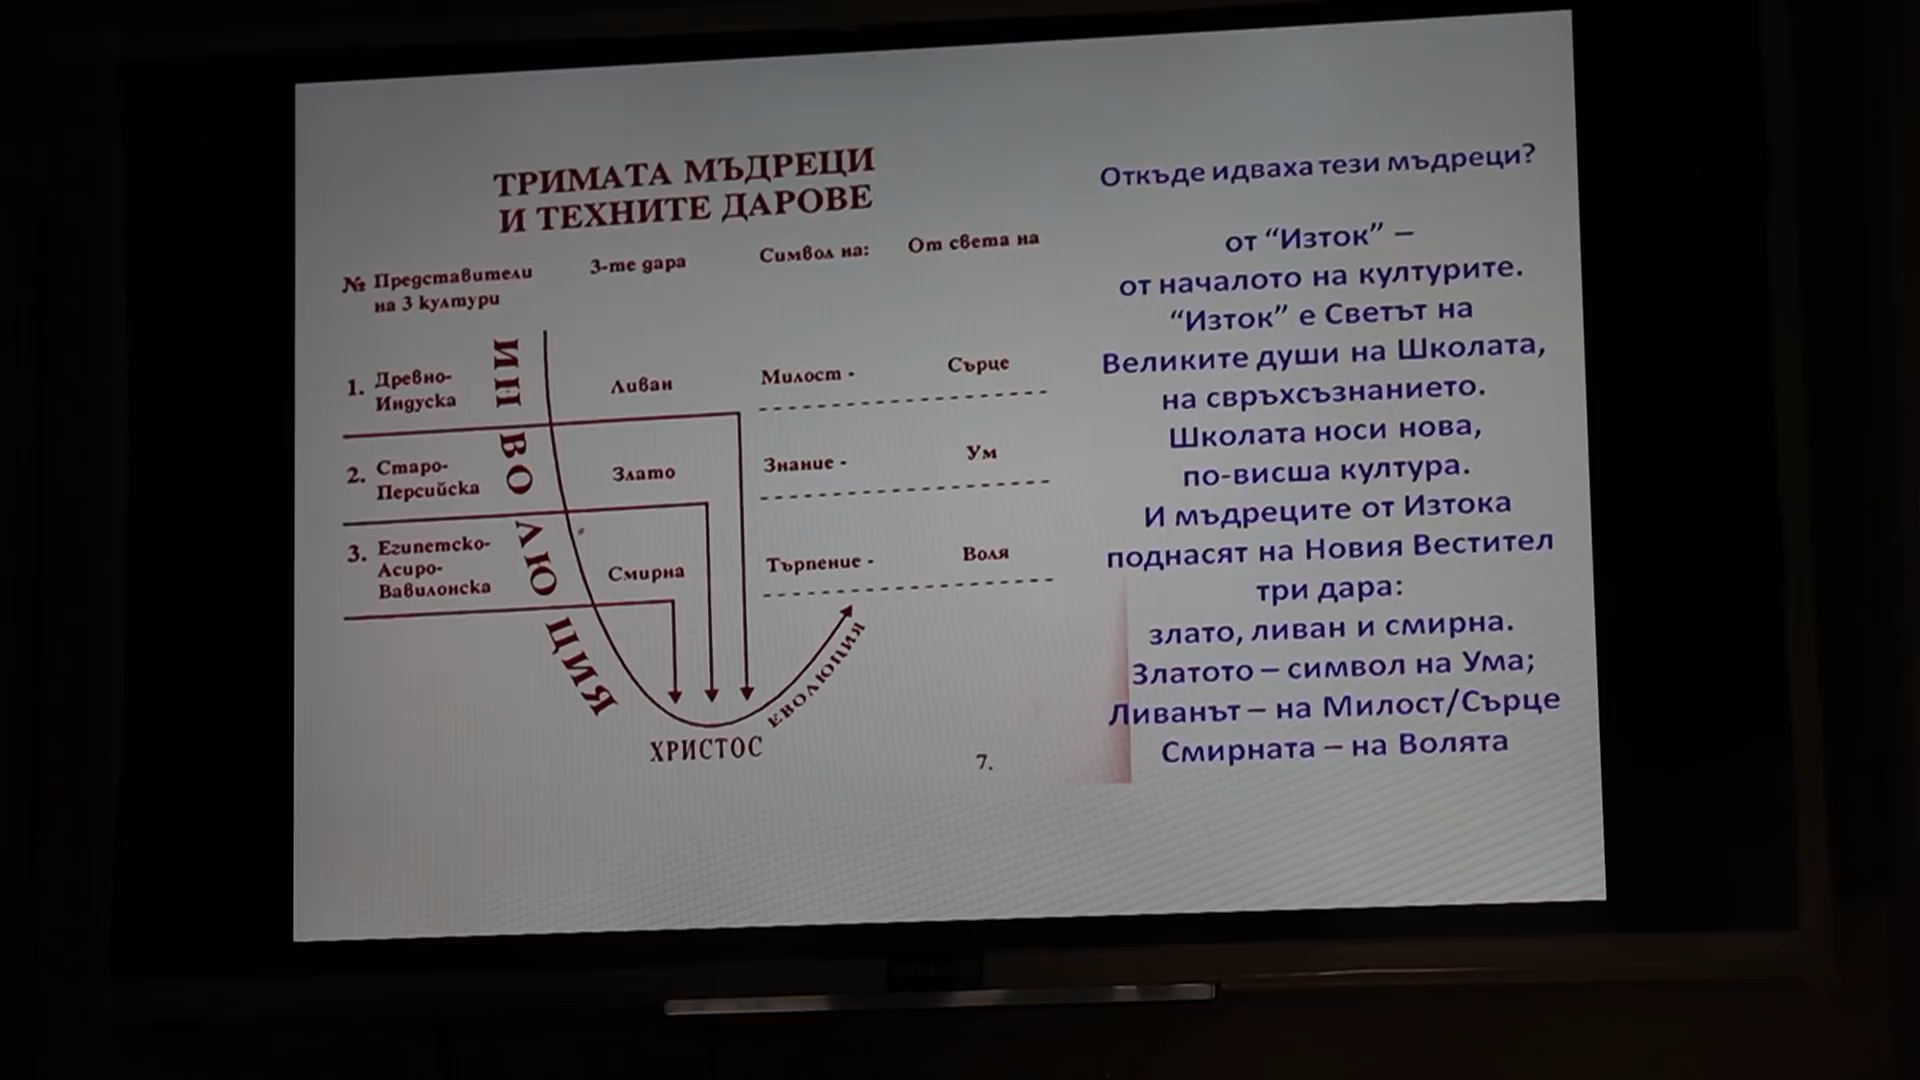 ТРИМАТА МЪДРЕЦИ
И ТЕХНИТЕ ДАРОВЕ
№ Представители
на 3 култури
3-те дара
Символ на:
От света на
1. Древно-
Индуска
Ливан
Милост -
Сърце
2. Старо-
Персийска
Злато
Знание -
Ум
3. Египетско-
Асиро-
Вавилонска
Смирна
Търпение -
Воля
ИНВОЛЮЦИЯ
ЕВОЛЮЦИЯ
ХРИСТОС
7.
Откъде идваха тези мъдреци?
от “Изток” –
от началото на културите.
“Изток” е Светът на
Великите души на Школата,
на свръхсъзнанието.
Школата носи нова,
по-висша култура.
И мъдреците от Изтока
поднасят на Новия Вестител
три дара:
злато, ливан и смирна.
Златото – символ на Ума;
Ливанът – на Милост/Сърце
Смирната – на Волята